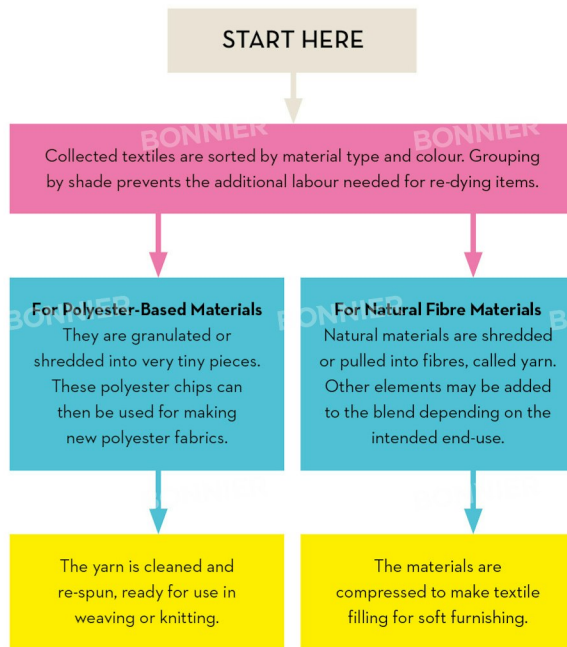 START HERE
BONNIER
BONNIER
Collected textiles are sorted by material type and colour. Grouping
by shade prevents the additional labour needed for re-dying items.
For Polyester-Based Materials
They are granulated or
shredded into very tiny pieces.
These polyester chips can
then be used for making
new polyester fabrics.
For Natural Fibre Materials
Natural materials are shredded
or pulled into fibres, called yarn.
Other elements may be added
to the blend depending on the
intended end-use.
BONNIER
BONNIER
BONNIER
BONNIER
The yarn is cleaned and
re-spun, ready for use in
weaving or knitting.
The materials are
compressed to make textile
filling for soft furnishing.